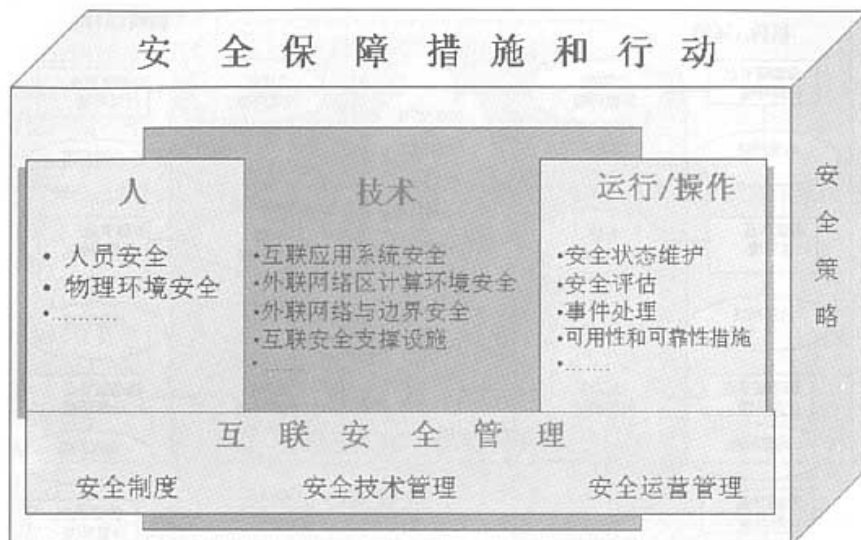 安全保障措施和行动
人
• 人员安全
• 物理环境安全
•………
技术
•互联应用系统安全
•外联网络区计算环境安全
•外联网络与边界安全
•互联安全支撑设施
•……
运行/操作
•安全状态维护
•安全评估
•事件处理
•可用性和可靠性措施
•……
安全策略
互联安全管理
安全制度 安全技术管理 安全运营管理